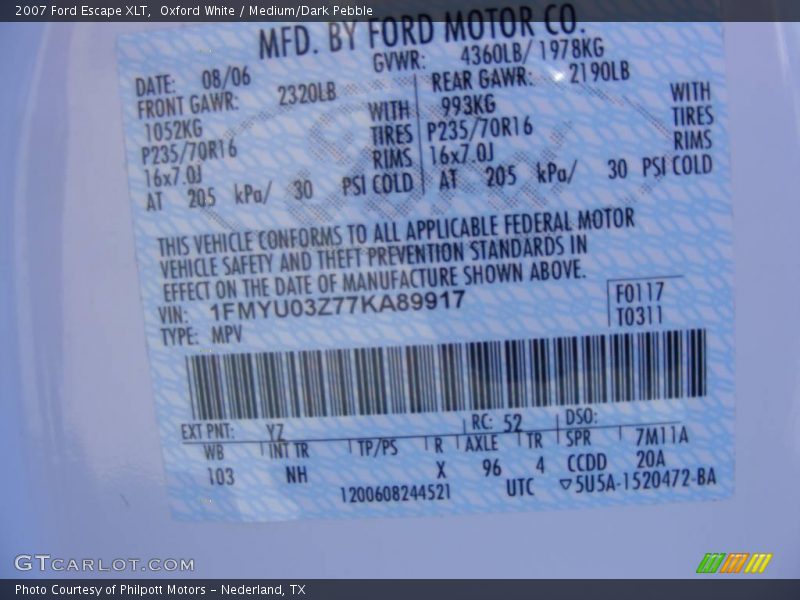 2007 Ford Escape XLT,  Oxford White / Medium/Dark Pebble
MFD. BY FORD MOTOR CO.
DATE: 08/06 GVWR: 4360LB/ 1978KG
FRONT GAWR: 2320LB REAR GAWR: 2190LB
1052KG WITH 993KG WITH
P235/70R16 TIRES P235/70R16 TIRES
16x7.0J RIMS 16x7.0J RIMS
AT 205 kPa/ 30 PSI COLD AT 205 kPa/ 30 PSI COLD
THIS VEHICLE CONFORMS TO ALL APPLICABLE FEDERAL MOTOR
VEHICLE SAFETY AND THEFT PREVENTION STANDARDS IN
EFFECT ON THE DATE OF MANUFACTURE SHOWN ABOVE.
VIN: 1FMYU03Z77KA89917 F0117
TYPE: MPV T0311
EXT PNT: YZ RC: 52 DSO:
WB INT TR TP/PS R AXLE TR SPR 7M11A
103 NH X 96 4 CCDD 20A
1200608244521 UTC ▽5U5A-1520472-BA
GTCARLOT.COM
Photo Courtesy of Philpott Motors - Nederland, TX